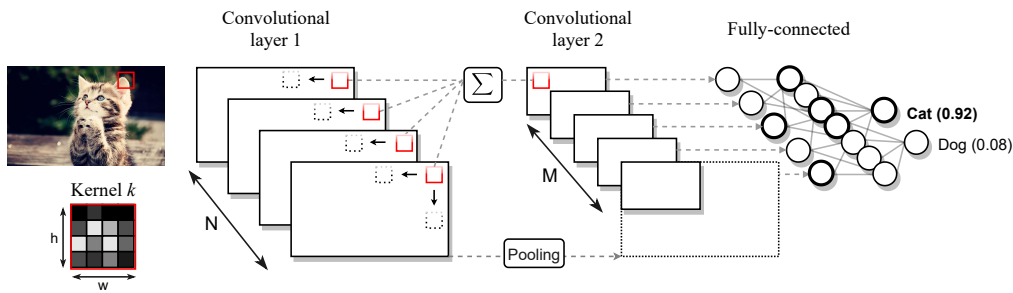 Convolutional
layer 1
Convolutional
layer 2
Fully-connected
∑
Cat (0.92)
Dog (0.08)
Kernel k
h
w
N
M
Pooling